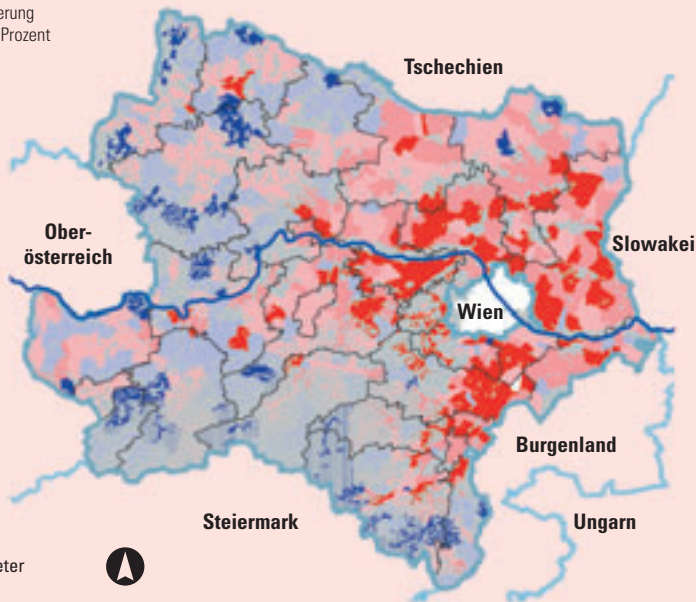 erung
Prozent
Tschechien
Ober-
österreich
Slowakei
Wien
Burgenland
Steiermark
Ungarn
eter